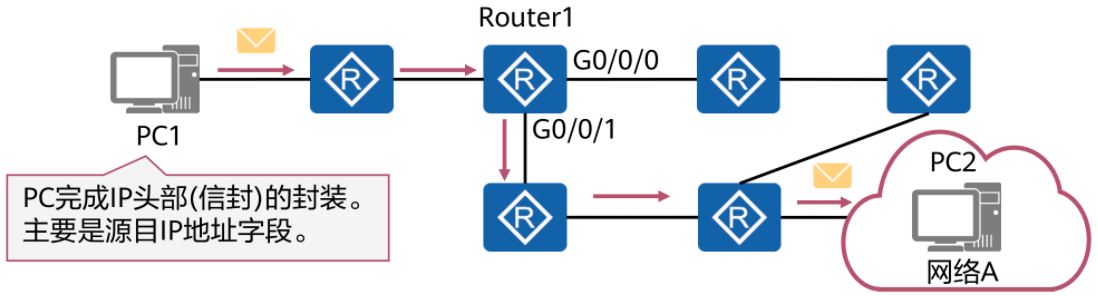 Router1
R
R
G0/0/0
R
R
PC1
G0/0/1
PC完成IP头部(信封)的封装。
主要是源目IP地址字段。
R
R
PC2
网络A